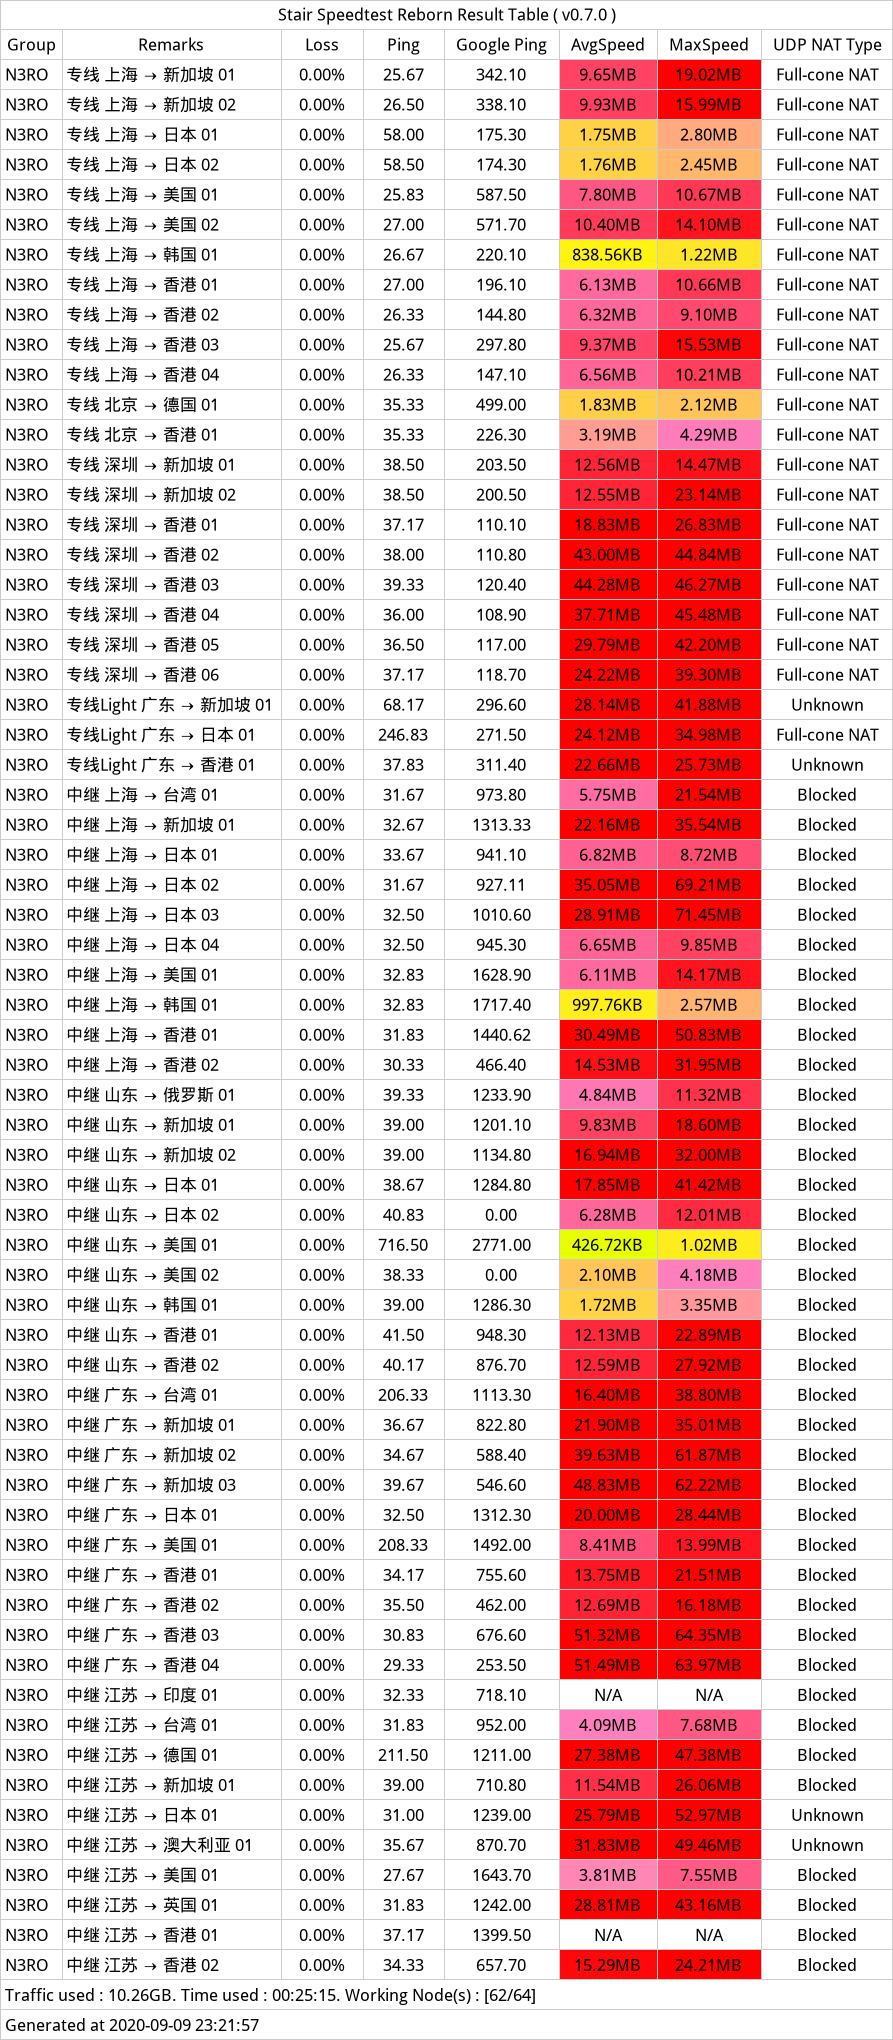 Stair Speedtest Reborn Result Table ( v0.7.0 )
Group Remarks Loss Ping Google Ping AvgSpeed MaxSpeed UDP NAT Type
N3RO 专线 上海 → 新加坡 01 0.00% 25.67 342.10 9.65MB 19.02MB Full-cone NAT
N3RO 专线 上海 → 新加坡 02 0.00% 26.50 338.10 9.93MB 15.99MB Full-cone NAT
N3RO 专线 上海 → 日本 01 0.00% 58.00 175.30 1.75MB 2.80MB Full-cone NAT
N3RO 专线 上海 → 日本 02 0.00% 58.50 174.30 1.76MB 2.45MB Full-cone NAT
N3RO 专线 上海 → 美国 01 0.00% 25.83 587.50 7.80MB 10.67MB Full-cone NAT
N3RO 专线 上海 → 美国 02 0.00% 27.00 571.70 10.40MB 14.10MB Full-cone NAT
N3RO 专线 上海 → 韩国 01 0.00% 26.67 220.10 838.56KB 1.22MB Full-cone NAT
N3RO 专线 上海 → 香港 01 0.00% 27.00 196.10 6.13MB 10.66MB Full-cone NAT
N3RO 专线 上海 → 香港 02 0.00% 26.33 144.80 6.32MB 9.10MB Full-cone NAT
N3RO 专线 上海 → 香港 03 0.00% 25.67 297.80 9.37MB 15.53MB Full-cone NAT
N3RO 专线 上海 → 香港 04 0.00% 26.33 147.10 6.56MB 10.21MB Full-cone NAT
N3RO 专线 北京 → 德国 01 0.00% 35.33 499.00 1.83MB 2.12MB Full-cone NAT
N3RO 专线 北京 → 香港 01 0.00% 35.33 226.30 3.19MB 4.29MB Full-cone NAT
N3RO 专线 深圳 → 新加坡 01 0.00% 38.50 203.50 12.56MB 14.47MB Full-cone NAT
N3RO 专线 深圳 → 新加坡 02 0.00% 38.50 200.50 12.55MB 23.14MB Full-cone NAT
N3RO 专线 深圳 → 香港 01 0.00% 37.17 110.10 18.83MB 26.83MB Full-cone NAT
N3RO 专线 深圳 → 香港 02 0.00% 38.00 110.80 43.00MB 44.84MB Full-cone NAT
N3RO 专线 深圳 → 香港 03 0.00% 39.33 120.40 44.28MB 46.27MB Full-cone NAT
N3RO 专线 深圳 → 香港 04 0.00% 36.00 108.90 37.71MB 45.48MB Full-cone NAT
N3RO 专线 深圳 → 香港 05 0.00% 36.50 117.00 29.79MB 42.20MB Full-cone NAT
N3RO 专线 深圳 → 香港 06 0.00% 37.17 118.70 24.22MB 39.30MB Full-cone NAT
N3RO 专线Light 广东 → 新加坡 01 0.00% 68.17 296.60 28.14MB 41.88MB Unknown
N3RO 专线Light 广东 → 日本 01 0.00% 246.83 271.50 24.12MB 34.98MB Full-cone NAT
N3RO 专线Light 广东 → 香港 01 0.00% 37.83 311.40 22.66MB 25.73MB Unknown
N3RO 中继 上海 → 台湾 01 0.00% 31.67 973.80 5.75MB 21.54MB Blocked
N3RO 中继 上海 → 新加坡 01 0.00% 32.67 1313.33 22.16MB 35.54MB Blocked
N3RO 中继 上海 → 日本 01 0.00% 33.67 941.10 6.82MB 8.72MB Blocked
N3RO 中继 上海 → 日本 02 0.00% 31.67 927.11 35.05MB 69.21MB Blocked
N3RO 中继 上海 → 日本 03 0.00% 32.50 1010.60 28.91MB 71.45MB Blocked
N3RO 中继 上海 → 日本 04 0.00% 32.50 945.30 6.65MB 9.85MB Blocked
N3RO 中继 上海 → 美国 01 0.00% 32.83 1628.90 6.11MB 14.17MB Blocked
N3RO 中继 上海 → 韩国 01 0.00% 32.83 1717.40 997.76KB 2.57MB Blocked
N3RO 中继 上海 → 香港 01 0.00% 31.83 1440.62 30.49MB 50.83MB Blocked
N3RO 中继 上海 → 香港 02 0.00% 30.33 466.40 14.53MB 31.95MB Blocked
N3RO 中继 山东 → 俄罗斯 01 0.00% 39.33 1233.90 4.84MB 11.32MB Blocked
N3RO 中继 山东 → 新加坡 01 0.00% 39.00 1201.10 9.83MB 18.60MB Blocked
N3RO 中继 山东 → 新加坡 02 0.00% 39.00 1134.80 16.94MB 32.00MB Blocked
N3RO 中继 山东 → 日本 01 0.00% 38.67 1284.80 17.85MB 41.42MB Blocked
N3RO 中继 山东 → 日本 02 0.00% 40.83 0.00 6.28MB 12.01MB Blocked
N3RO 中继 山东 → 美国 01 0.00% 716.50 2771.00 426.72KB 1.02MB Blocked
N3RO 中继 山东 → 美国 02 0.00% 38.33 0.00 2.10MB 4.18MB Blocked
N3RO 中继 山东 → 韩国 01 0.00% 39.00 1286.30 1.72MB 3.35MB Blocked
N3RO 中继 山东 → 香港 01 0.00% 41.50 948.30 12.13MB 22.89MB Blocked
N3RO 中继 山东 → 香港 02 0.00% 40.17 876.70 12.59MB 27.92MB Blocked
N3RO 中继 广东 → 台湾 01 0.00% 206.33 1113.30 16.40MB 38.80MB Blocked
N3RO 中继 广东 → 新加坡 01 0.00% 36.67 822.80 21.90MB 35.01MB Blocked
N3RO 中继 广东 → 新加坡 02 0.00% 34.67 588.40 39.63MB 61.87MB Blocked
N3RO 中继 广东 → 新加坡 03 0.00% 39.67 546.60 48.83MB 62.22MB Blocked
N3RO 中继 广东 → 日本 01 0.00% 32.50 1312.30 20.00MB 28.44MB Blocked
N3RO 中继 广东 → 美国 01 0.00% 208.33 1492.00 8.41MB 13.99MB Blocked
N3RO 中继 广东 → 香港 01 0.00% 34.17 755.60 13.75MB 21.51MB Blocked
N3RO 中继 广东 → 香港 02 0.00% 35.50 462.00 12.69MB 16.18MB Blocked
N3RO 中继 广东 → 香港 03 0.00% 30.83 676.60 51.32MB 64.35MB Blocked
N3RO 中继 广东 → 香港 04 0.00% 29.33 253.50 51.49MB 63.97MB Blocked
N3RO 中继 江苏 → 印度 01 0.00% 32.33 718.10 N/A N/A Blocked
N3RO 中继 江苏 → 台湾 01 0.00% 31.83 952.00 4.09MB 7.68MB Blocked
N3RO 中继 江苏 → 德国 01 0.00% 211.50 1211.00 27.38MB 47.38MB Blocked
N3RO 中继 江苏 → 新加坡 01 0.00% 39.00 710.80 11.54MB 26.06MB Blocked
N3RO 中继 江苏 → 日本 01 0.00% 31.00 1239.00 25.79MB 52.97MB Unknown
N3RO 中继 江苏 → 澳大利亚 01 0.00% 35.67 870.70 31.83MB 49.46MB Unknown
N3RO 中继 江苏 → 美国 01 0.00% 27.67 1643.70 3.81MB 7.55MB Blocked
N3RO 中继 江苏 → 英国 01 0.00% 31.83 1242.00 28.81MB 43.16MB Blocked
N3RO 中继 江苏 → 香港 01 0.00% 37.17 1399.50 N/A N/A Blocked
N3RO 中继 江苏 → 香港 02 0.00% 34.33 657.70 15.29MB 24.21MB Blocked
Traffic used : 10.26GB. Time used : 00:25:15. Working Node(s) : [62/64]
Generated at 2020-09-09 23:21:57